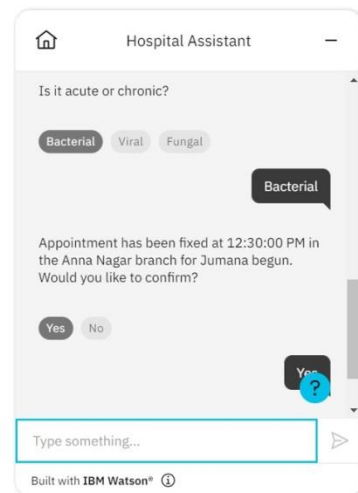 Hospital Assistant
Is it acute or chronic?
Bacterial Viral Fungal
Bacterial
Appointment has been fixed at 12:30:00 PM in
the Anna Nagar branch for Jumana begun.
Would you like to confirm?
Yes No
Yes
?
Type something...
Built with IBM Watson®